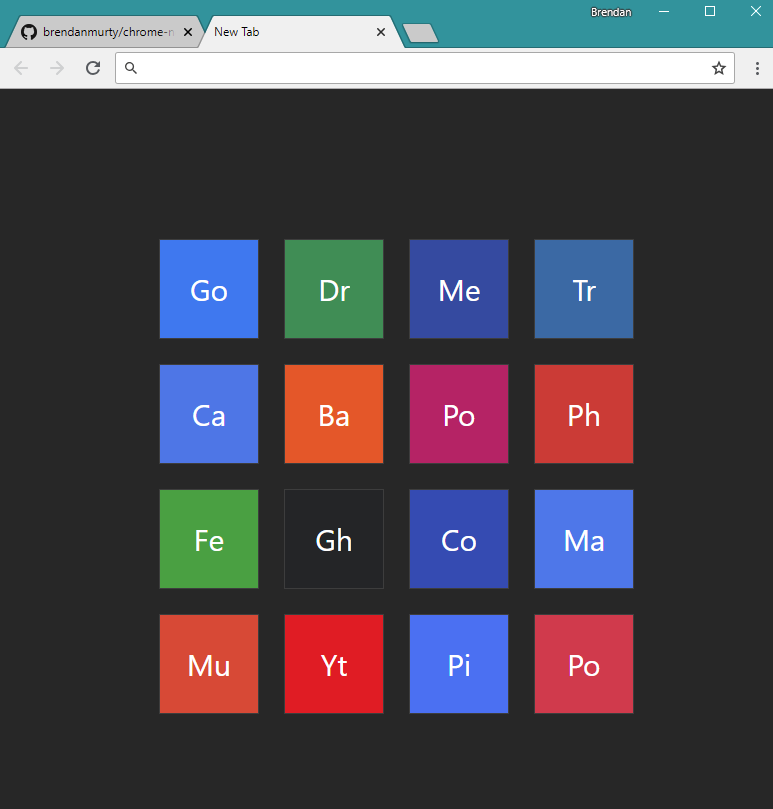 Brendan
brendanmurty/chrome-n
New Tab
Go Dr Me Tr
Ca Ba Po Ph
Fe Gh Co Ma
Mu Yt Pi Po